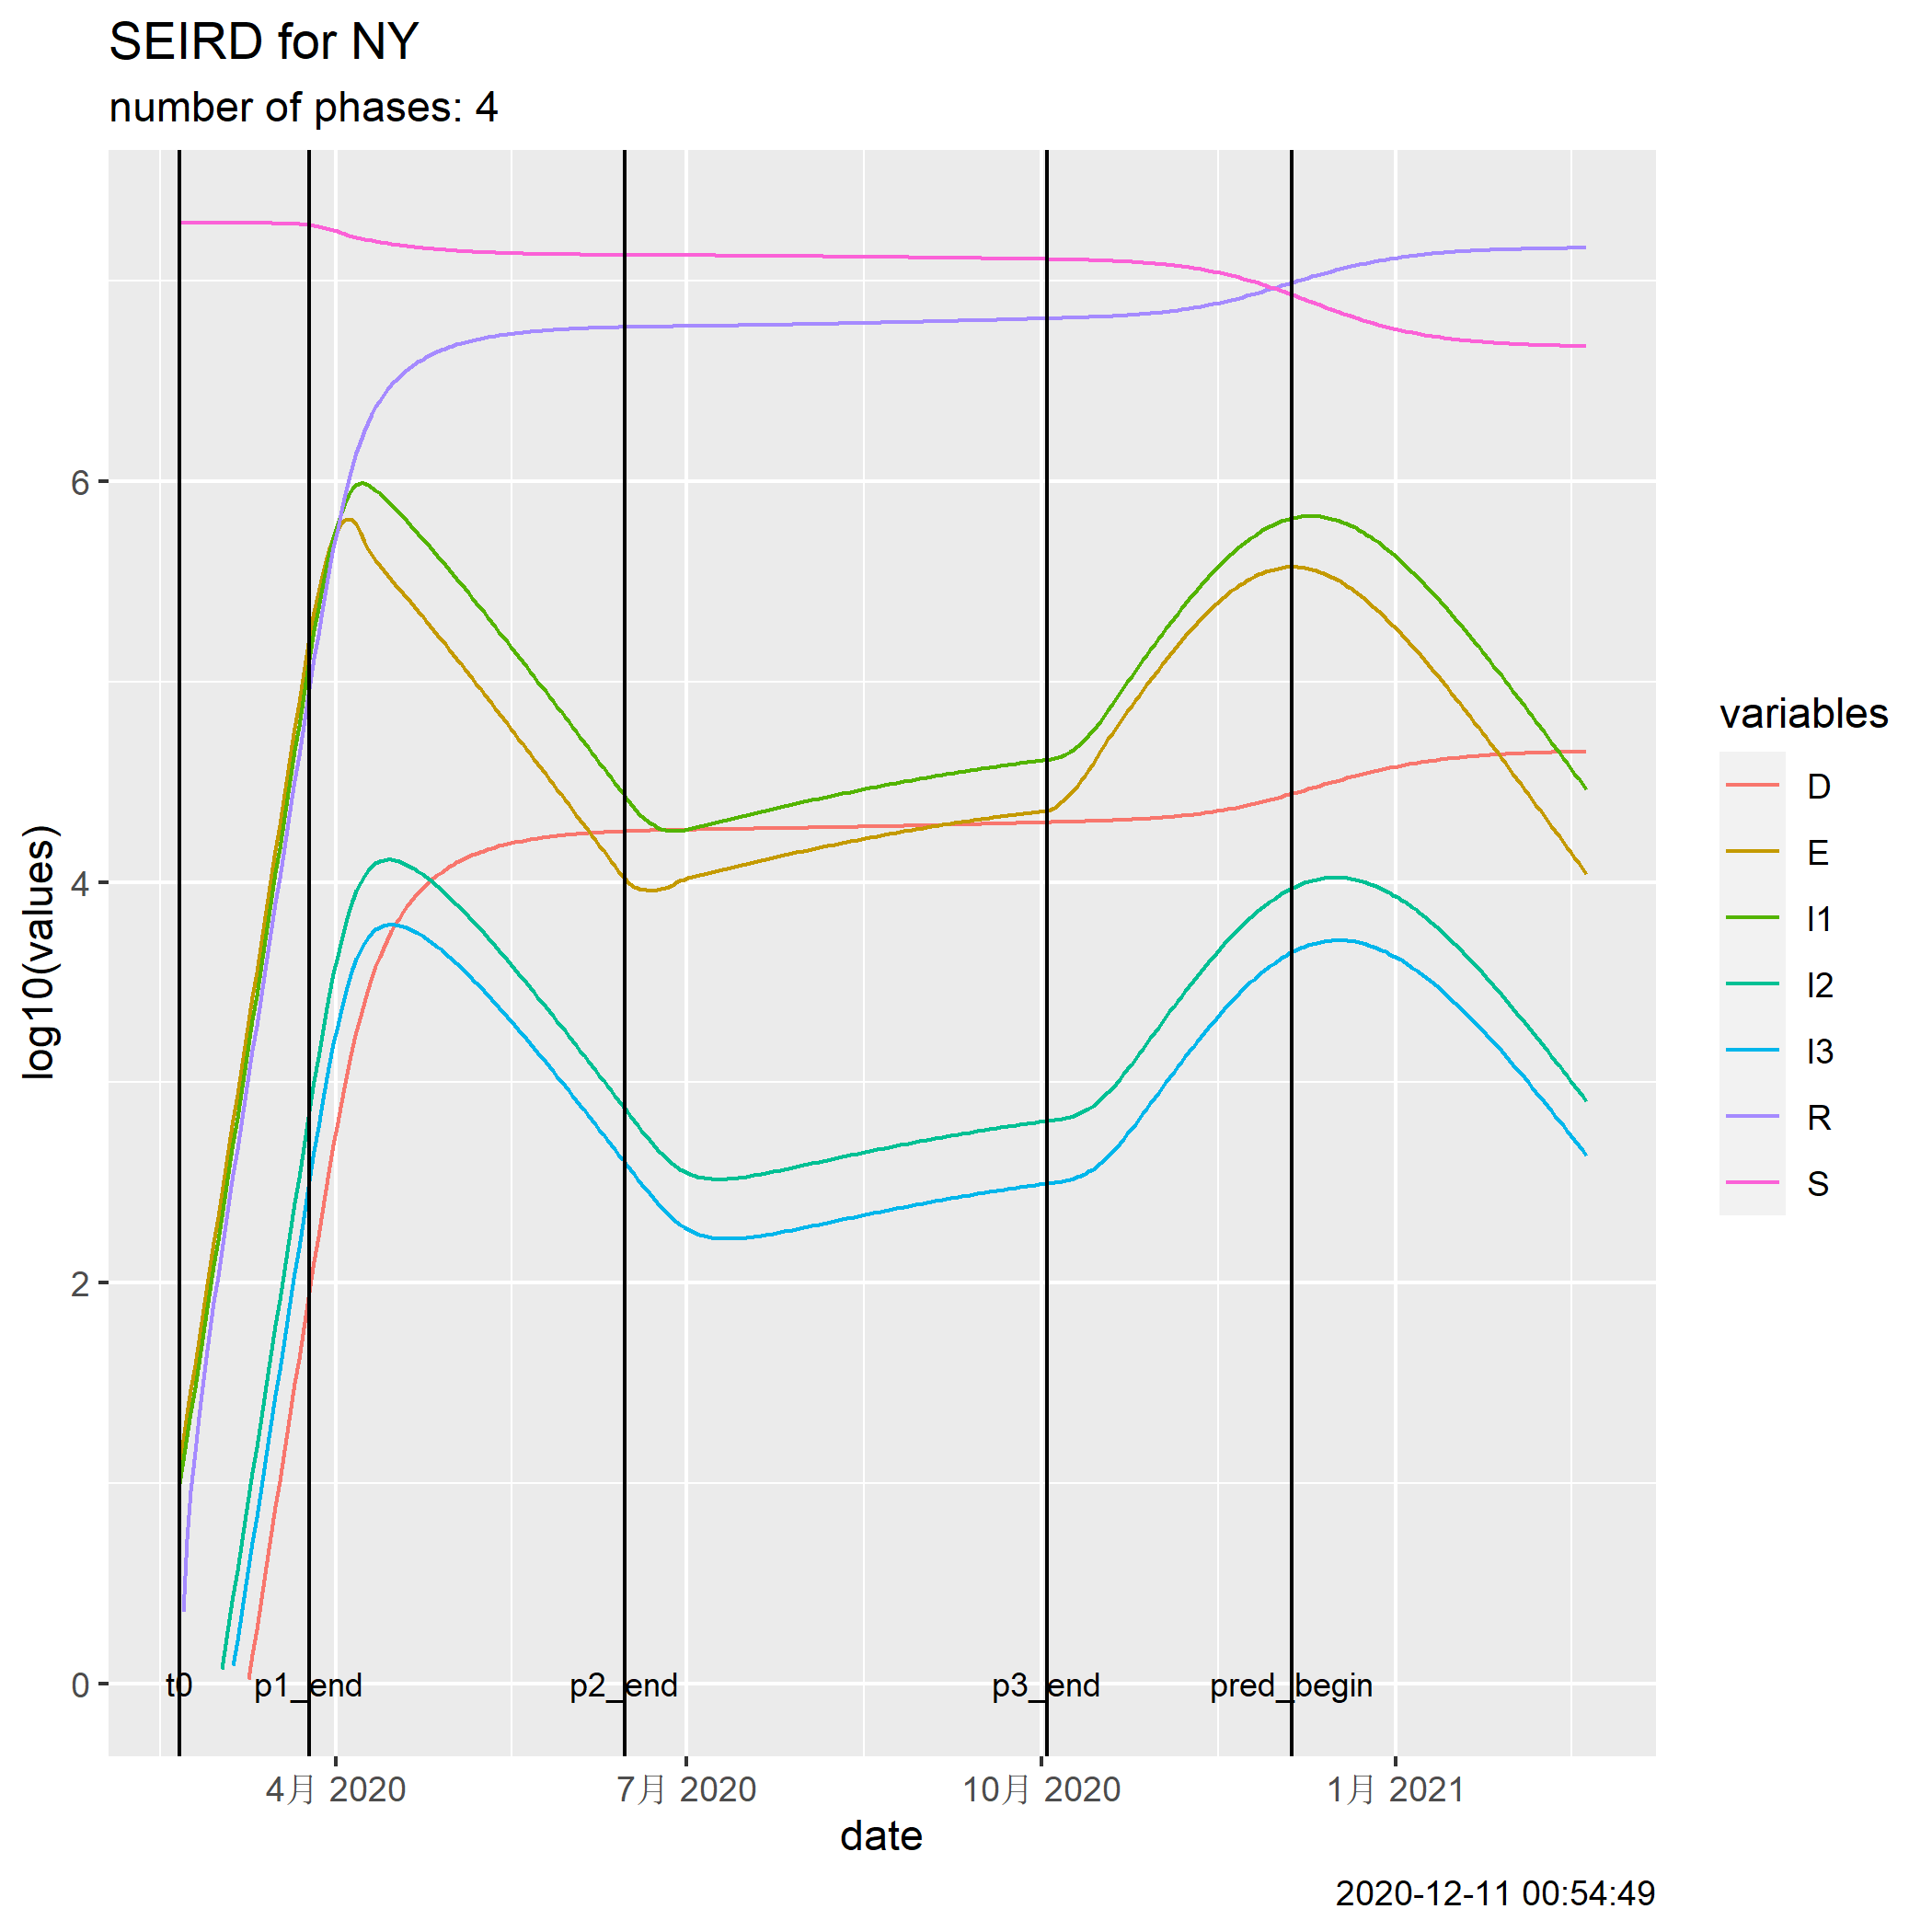 SEIRD for NY
number of phases: 4
log10(values)
6
4
2
0
t0
p1_end
p2_end
p3_end
pred_begin
4月 2020
7月 2020
10月 2020
1月 2021
date
variables
D
E
I1
I2
I3
R
S
2020-12-11 00:54:49